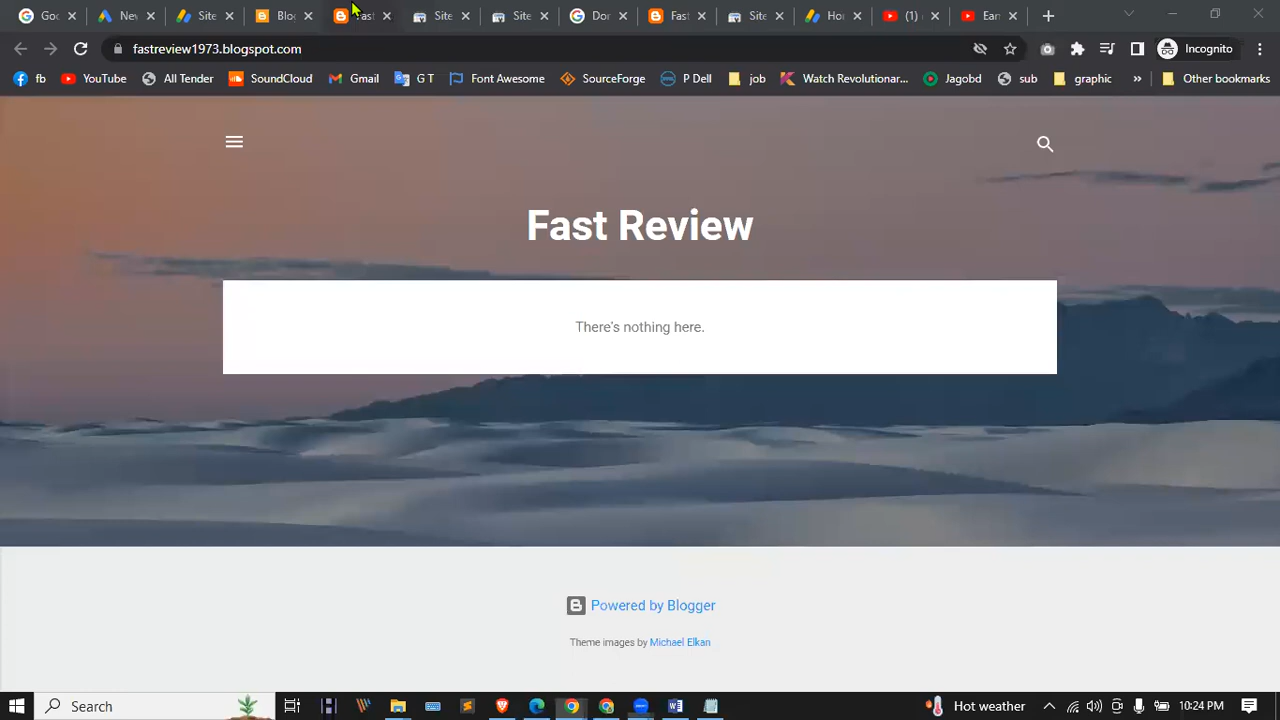 Goo
Nev
Site
Blo
Fast
Site
Site
Dor
Fast
Site
Ho
(1)
Ear
fastreview1973.blogspot.com
Incognito
fb
YouTube
All Tender
SoundCloud
Gmail
G T
Font Awesome
SourceForge
P Dell
job
Watch Revolutionar...
Jagobd
sub
graphic
»
Other bookmarks
Fast Review
There's nothing here.
Powered by Blogger
Theme images by Michael Elkan
Search
Hot weather
10:24 PM